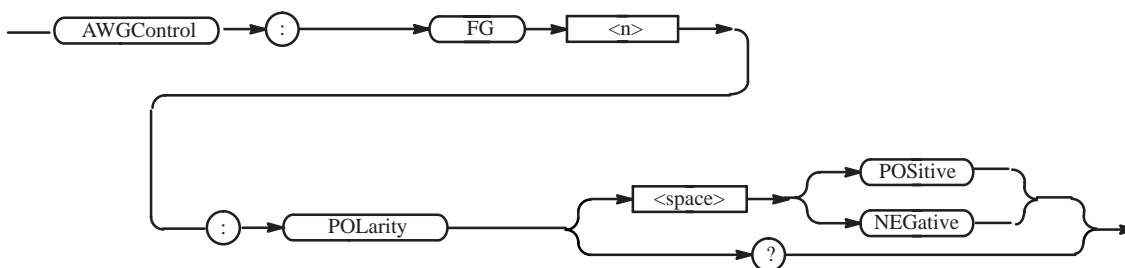 AWGControl : FG <n>
POSitive
<space>
: POLarity NEGative
?